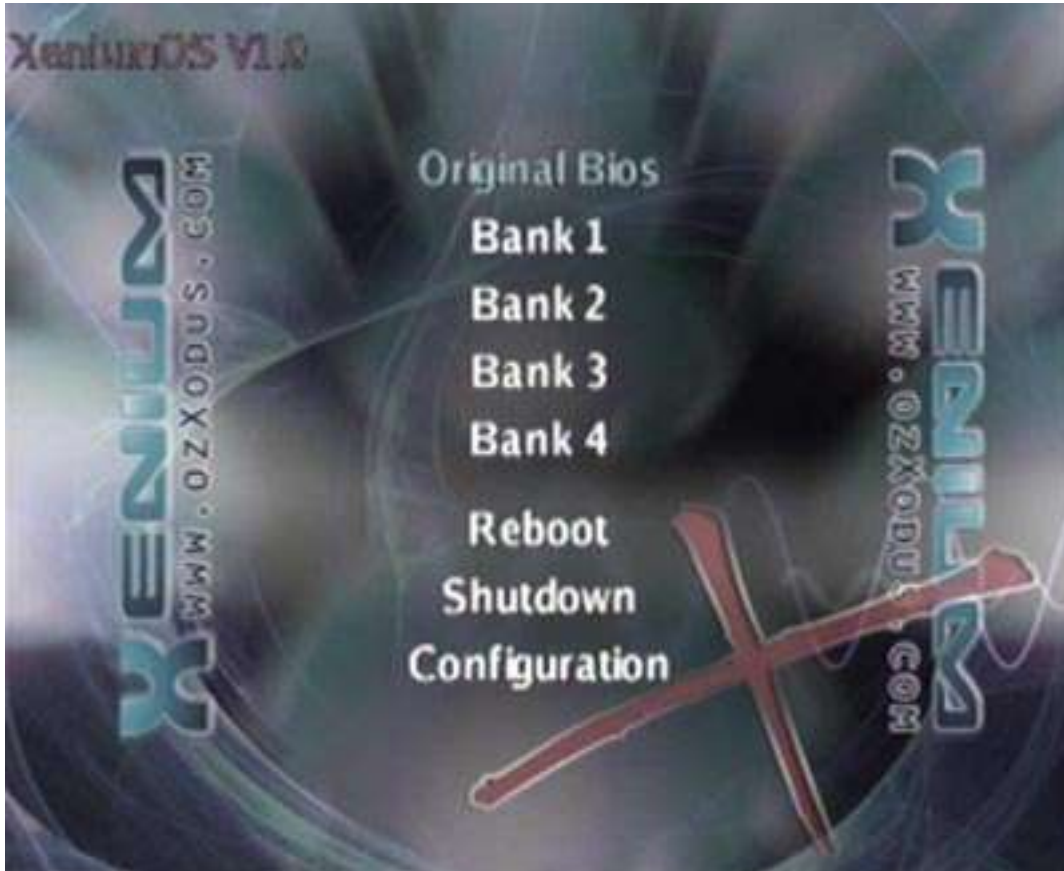 XeniumOS V1.0
Original Bios
Bank 1
Bank 2
Bank 3
Bank 4
Reboot
Shutdown
Configuration
XENIUM
WWW.OZXODUS.COM
XENIUM
WWW.OZXODUS.COM